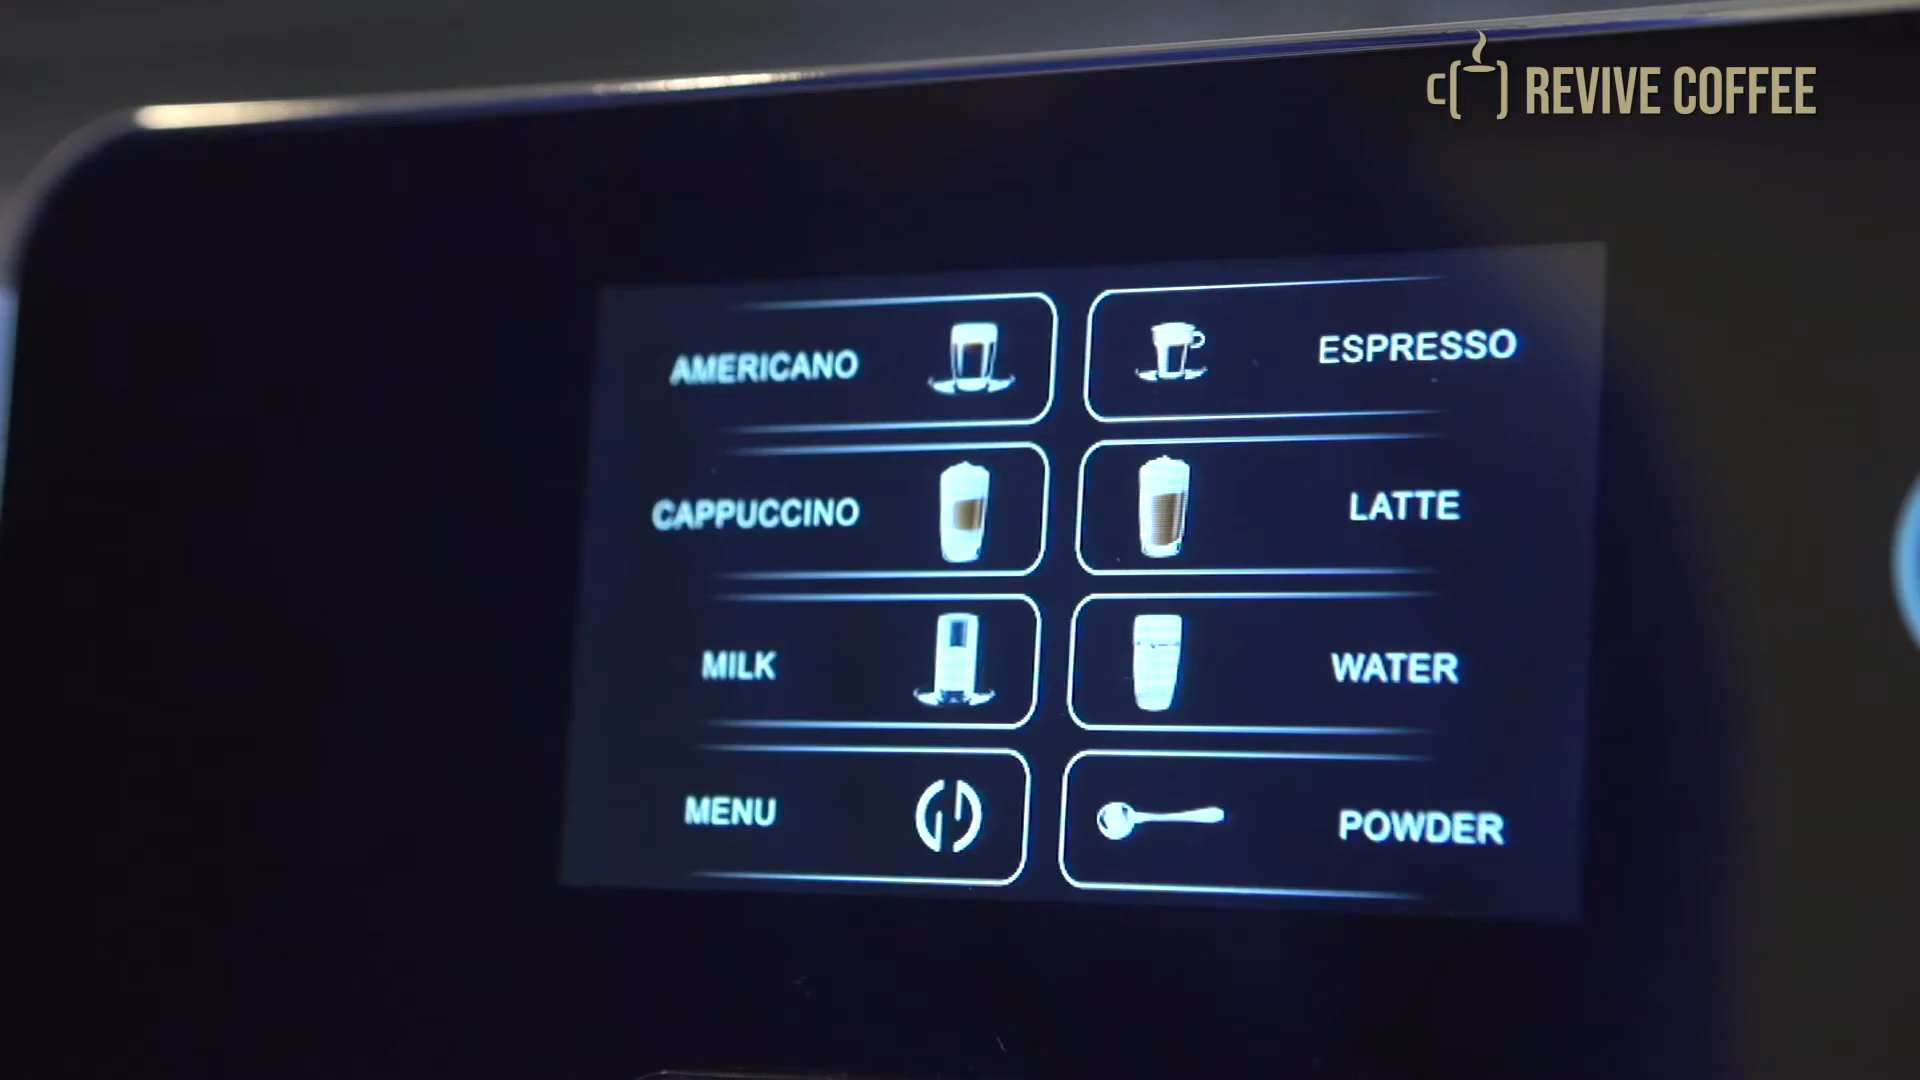 REVIVE COFFEE
AMERICANO
ESPRESSO
CAPPUCCINO
LATTE
MILK
WATER
MENU
POWDER